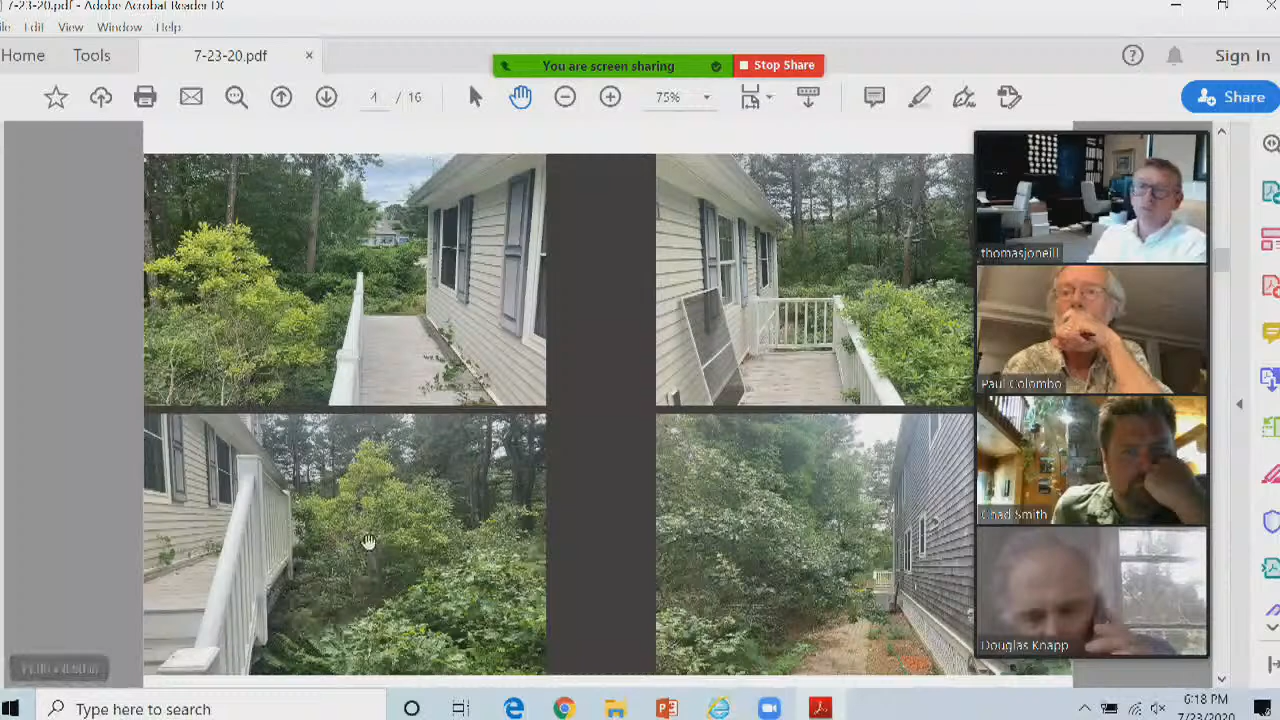 7-23-20.pdf - Adobe Acrobat Reader DC
File Edit View Window Help
Home Tools 7-23-20.pdf × Sign In
You are screen sharing Stop Share
4 / 16 75% Share
thomasjoneill
Paul Colombo
Chad Smith
Douglas Knapp
Type here to search
6:18 PM
7/23/2020